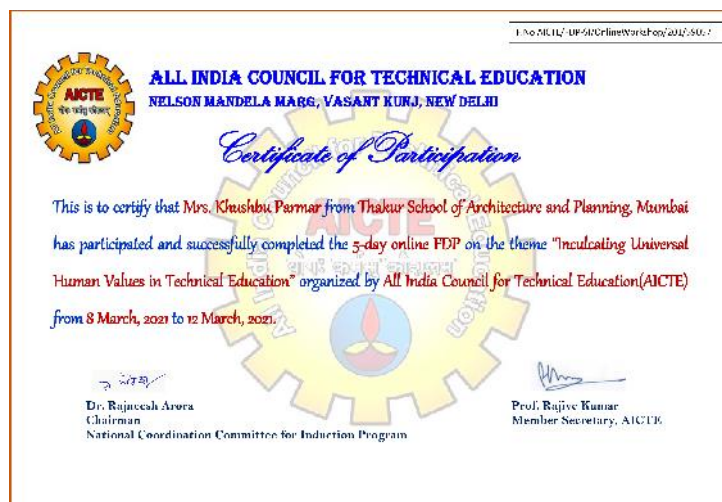 ALL INDIA COUNCIL FOR TECHNICAL EDUCATION
NELSON MANDELA MARG, VASANT KUNJ, NEW DELHI
AICTE
Certificate of Participation
This is to certify that Mrs. Khushbu Parmar from Thakur School of Architecture and Planning, Mumbai
has participated and successfully completed the 5-day online FDP on the theme "Inculcating Universal
Human Values in Technical Education" organized by All India Council for Technical Education(AICTE)
from 8 March, 2021 to 12 March, 2021.
Dr. Rajneesh Arora
Chairman
National Coordination Committee for Induction Program
Prof. Rajive Kumar
Member Secretary, AICTE